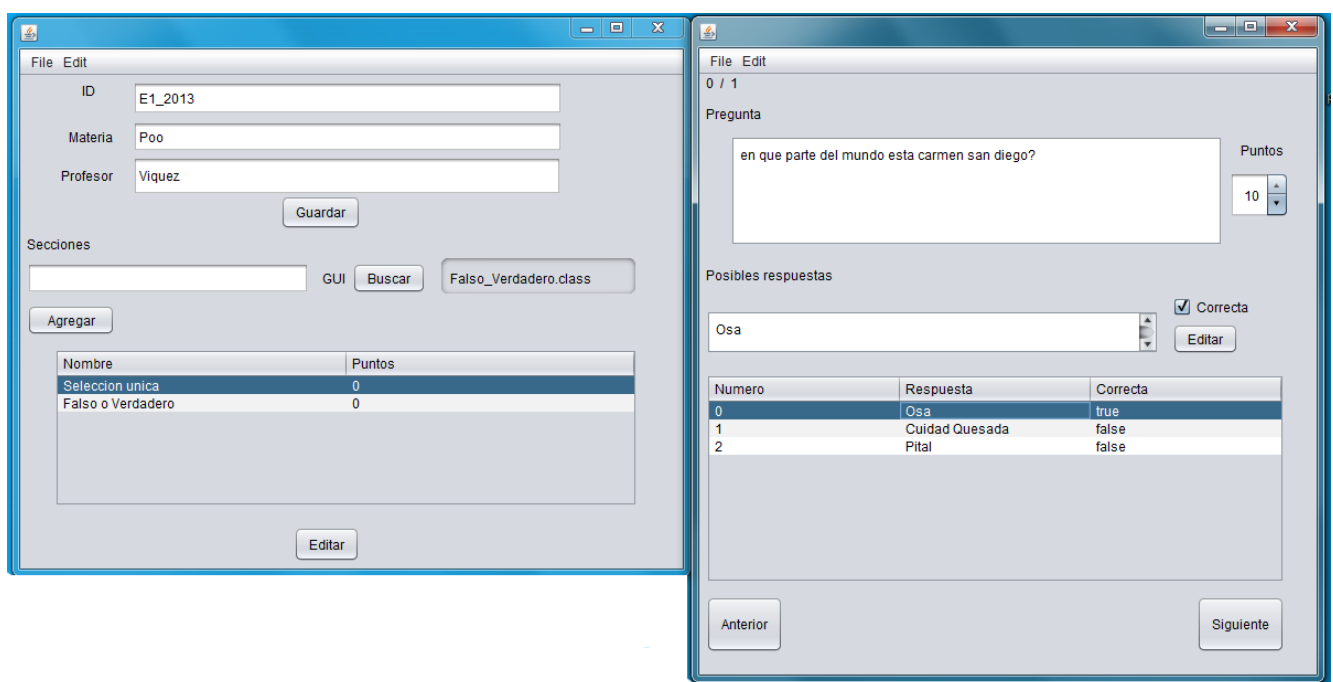 File Edit
ID
E1_2013
Materia
Poo
Profesor
Viquez
Guardar
Secciones
GUI
Buscar
Falso_Verdadero.class
Agregar
Nombre Puntos
Seleccion unica 0
Falso o Verdadero 0
Editar
File Edit
0 / 1
Pregunta
en que parte del mundo esta carmen san diego?
Puntos
10
Posibles respuestas
Correcta
Osa
Editar
Numero Respuesta Correcta
0 Osa true
1 Cuidad Quesada false
2 Pital false
Anterior
Siguiente